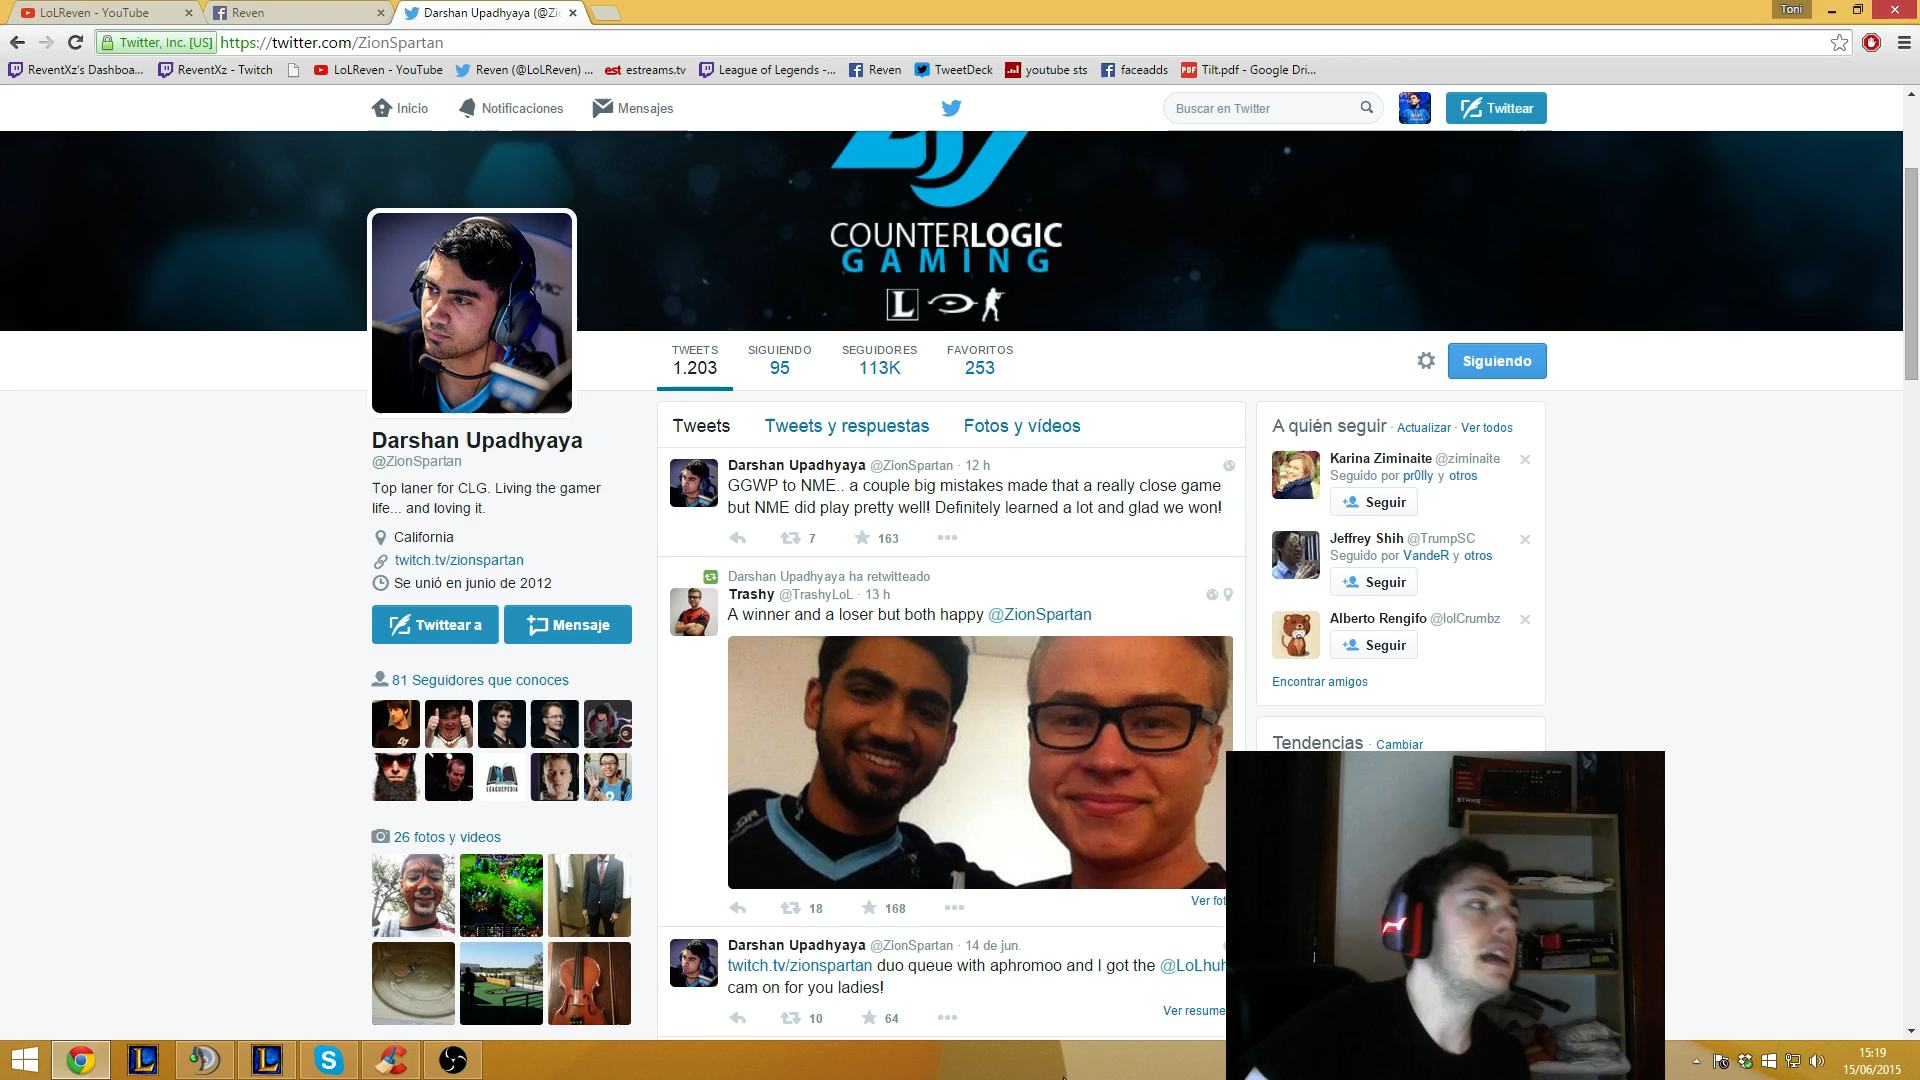 LoLReven - YouTube
Reven
Darshan Upadhyaya (@Zi
Toni
Twitter, Inc. [US] https://twitter.com/ZionSpartan
ReventXz's Dashboa...
ReventXz - Twitch
LoLReven - YouTube
Reven (@LoLReven) ...
est estreams.tv
League of Legends -...
Reven
TweetDeck
youtube sts
faceadds
PDF Tilt.pdf - Google Dri...
Inicio
Notificaciones
Mensajes
Buscar en Twitter
Twittear
COUNTERLOGIC
GAMING
L
TWEETS
1.203
SIGUIENDO
95
SEGUIDORES
113K
FAVORITOS
253
Siguiendo
Darshan Upadhyaya
@ZionSpartan
Top laner for CLG. Living the gamer
life... and loving it.
California
twitch.tv/zionspartan
Se unió en junio de 2012
Twittear a
Mensaje
81 Seguidores que conoces
LEAGUEPEDIA
26 fotos y videos
Tweets
Tweets y respuestas
Fotos y vídeos
Darshan Upadhyaya @ZionSpartan · 12 h
GGWP to NME.. a couple big mistakes made that a really close game
but NME did play pretty well! Definitely learned a lot and glad we won!
7
163
Darshan Upadhyaya ha retwitteado
Trashy @TrashyLoL · 13 h
A winner and a loser but both happy @ZionSpartan
18
168
Ver fot
Darshan Upadhyaya @ZionSpartan · 14 de jun.
twitch.tv/zionspartan duo queue with aphromoo and I got the @LoLhuh
cam on for you ladies!
Ver resume
10
64
A quién seguir · Actualizar · Ver todos
Karina Ziminaite @ziminaite
Seguido por pr0lly y otros
Seguir
Jeffrey Shih @TrumpSC
Seguido por VandeR y otros
Seguir
Alberto Rengifo @lolCrumbz
Seguir
Encontrar amigos
Tendencias · Cambiar
STRIKE
15:19
15/06/2015